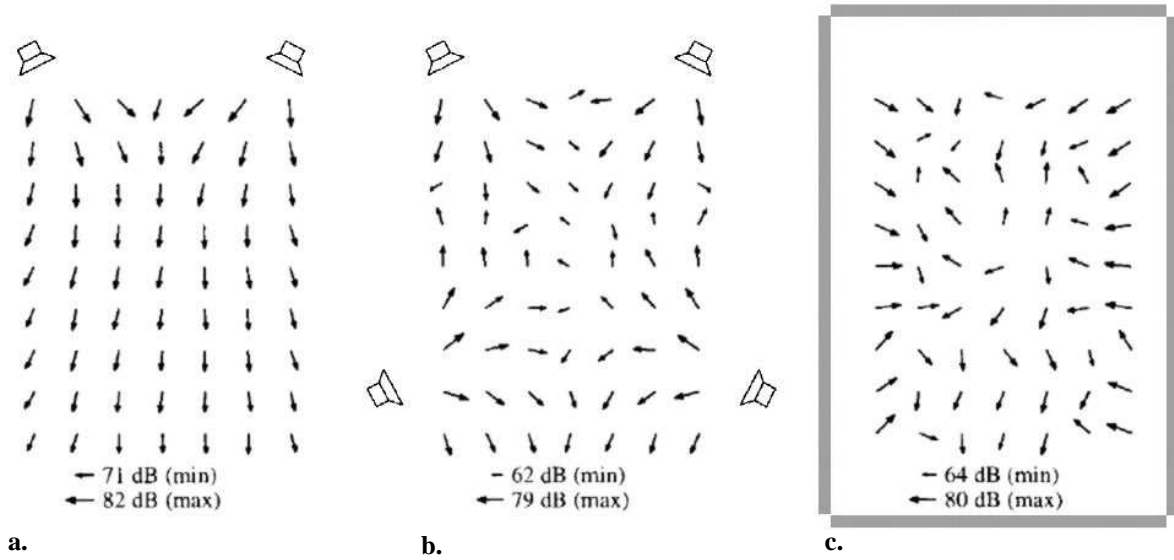 71 dB (min)
82 dB (max)
a.
62 dB (min)
79 dB (max)
b.
64 dB (min)
80 dB (max)
c.